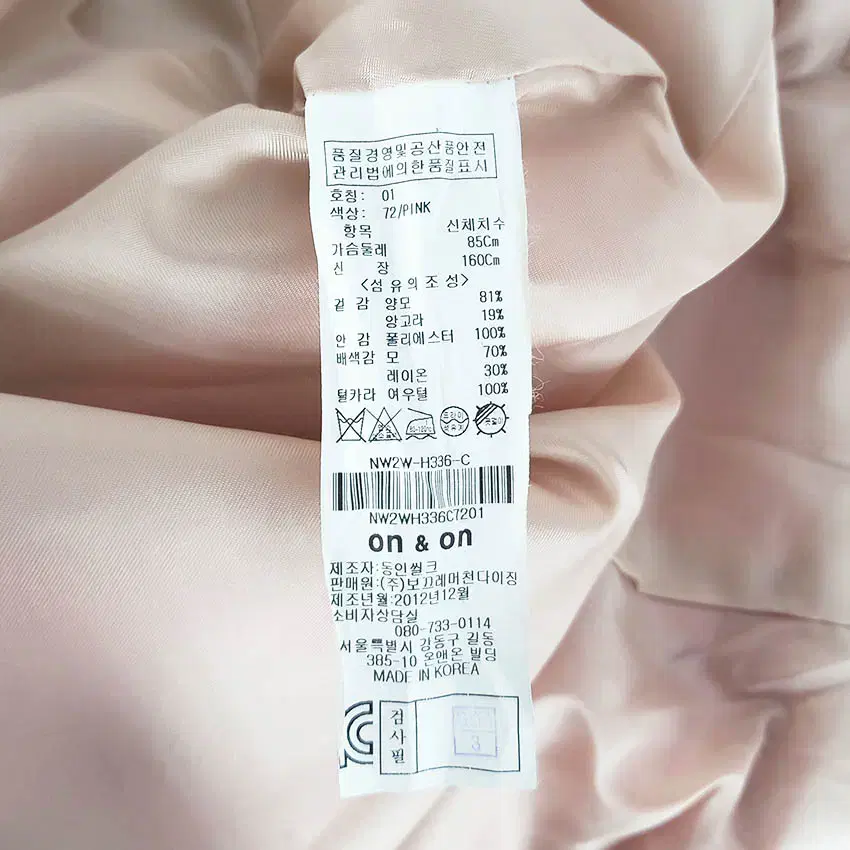 품질경영및공산품안전
관리법에의한품질표시
호칭: 01
색상: 72/PINK
항목 신체치수
가슴둘레 85Cm
신 장 160Cm
<섬유의조성>
겉 감 양모 81%
앙고라 19%
안 감 폴리에스터 100%
배색감 모 70%
레이온 30%
털카라 여우털 100%
드라이
NW2W-H336-C
NW2WH336C7201
on & on
제조자:동인씰크
판매원:(주)보끄레머천다이징
제조년월:2012년12월
소비자상담실
080-733-0114
서울특별시 강동구 길동
385-10 온앤온 빌딩
MADE IN KOREA
검사필
3